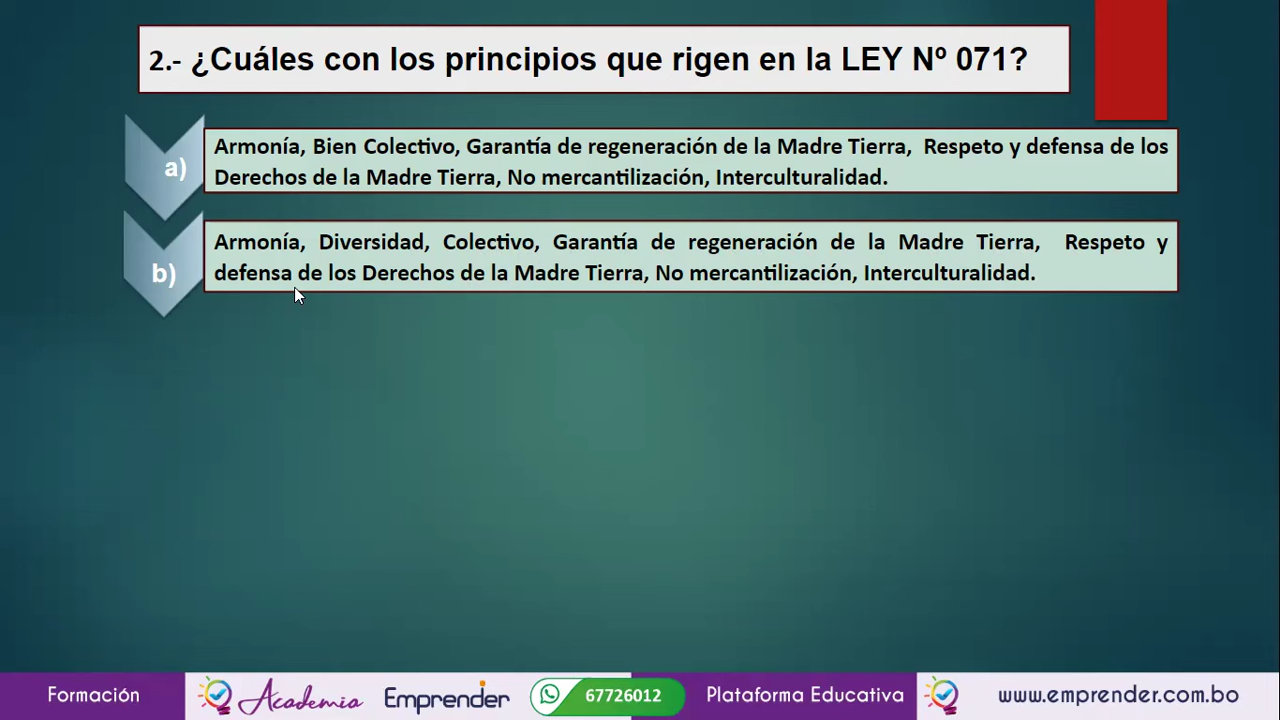 2.- ¿Cuáles con los principios que rigen en la LEY Nº 071?
a)
Armonía, Bien Colectivo, Garantía de regeneración de la Madre Tierra, Respeto y defensa de los
Derechos de la Madre Tierra, No mercantilización, Interculturalidad.
b)
Armonía, Diversidad, Colectivo, Garantía de regeneración de la Madre Tierra, Respeto y
defensa de los Derechos de la Madre Tierra, No mercantilización, Interculturalidad.
Formación Academia Emprender 67726012 Plataforma Educativa www.emprender.com.bo